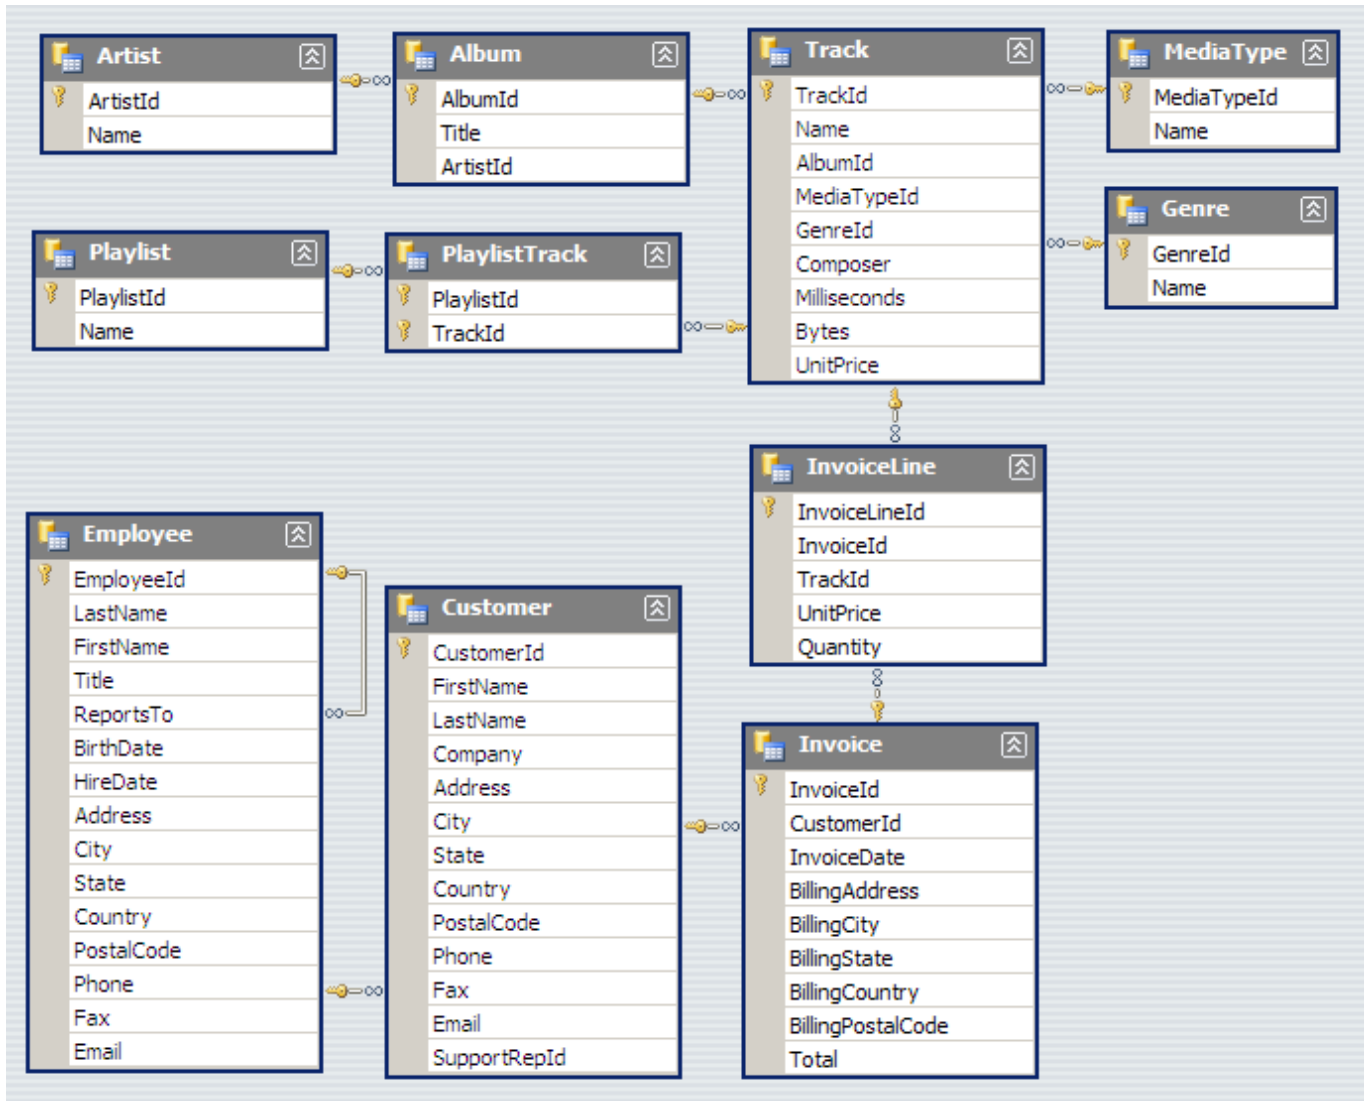 Artist
ArtistId
Name
Album
AlbumId
Title
ArtistId
Track
TrackId
Name
AlbumId
MediaTypeId
GenreId
Composer
Milliseconds
Bytes
UnitPrice
MediaType
MediaTypeId
Name
Genre
GenreId
Name
Playlist
PlaylistId
Name
PlaylistTrack
PlaylistId
TrackId
InvoiceLine
InvoiceLineId
InvoiceId
TrackId
UnitPrice
Quantity
Employee
EmployeeId
LastName
FirstName
Title
ReportsTo
BirthDate
HireDate
Address
City
State
Country
PostalCode
Phone
Fax
Email
Customer
CustomerId
FirstName
LastName
Company
Address
City
State
Country
PostalCode
Phone
Fax
Email
SupportRepId
Invoice
InvoiceId
CustomerId
InvoiceDate
BillingAddress
BillingCity
BillingState
BillingCountry
BillingPostalCode
Total